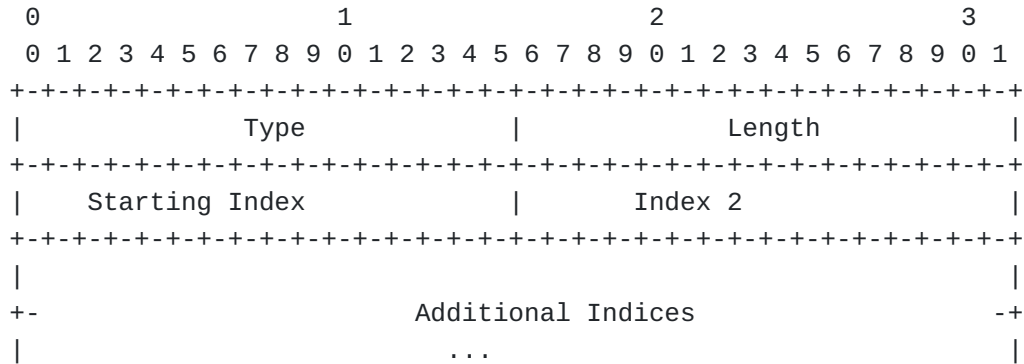 0                   1                   2                   3
 0 1 2 3 4 5 6 7 8 9 0 1 2 3 4 5 6 7 8 9 0 1 2 3 4 5 6 7 8 9 0 1
+-+-+-+-+-+-+-+-+-+-+-+-+-+-+-+-+-+-+-+-+-+-+-+-+-+-+-+-+-+-+-+-+
|              Type             |             Length            |
+-+-+-+-+-+-+-+-+-+-+-+-+-+-+-+-+-+-+-+-+-+-+-+-+-+-+-+-+-+-+-+-+
|    Starting Index             |       Index 2                 |
+-+-+-+-+-+-+-+-+-+-+-+-+-+-+-+-+-+-+-+-+-+-+-+-+-+-+-+-+-+-+-+-+
|                                                               |
+-                        Additional Indices                   -+
|                           ...                                 |